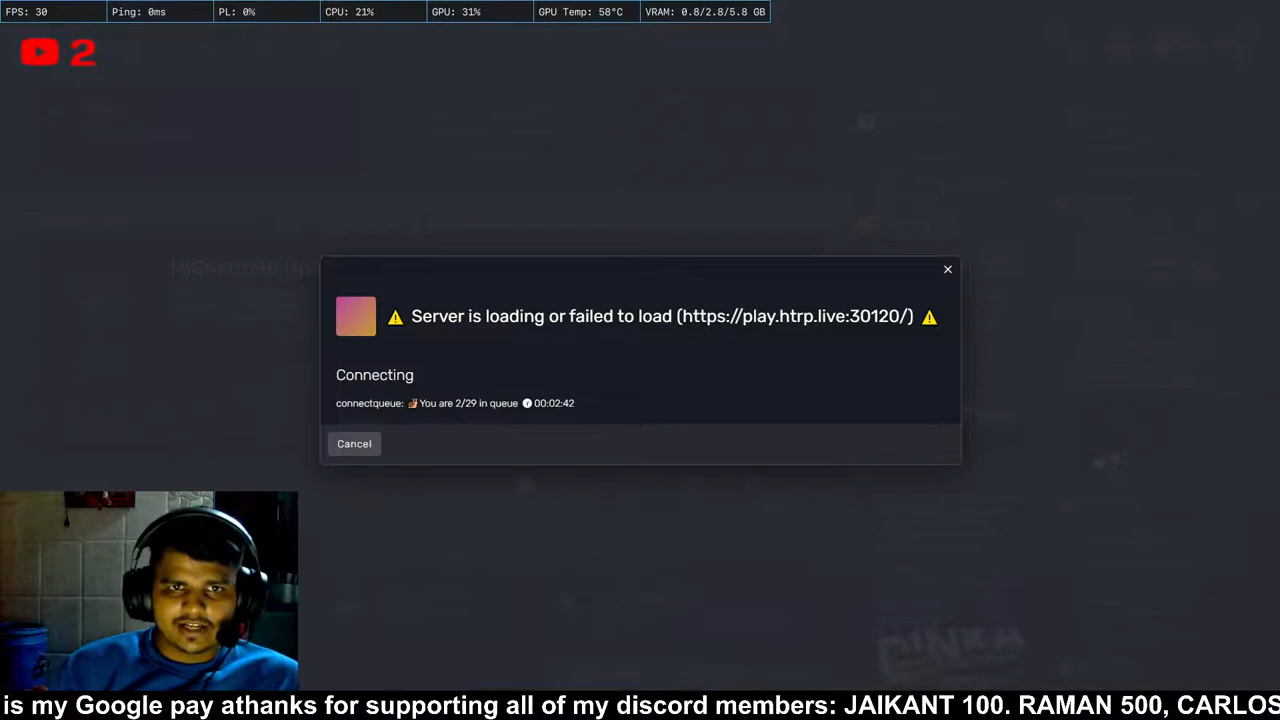 FPS: 30 Ping: 0ms PL: 0% CPU: 21% GPU: 31% GPU Temp: 58°C VRAM: 0.8/2.8/5.8 GB
2
⚠ Server is loading or failed to load (https://play.htrp.live:30120/) ⚠
Connecting
connectqueue: You are 2/29 in queue 00:02:42
Cancel
is my Google pay athanks for supporting all of my discord members: JAIKANT 100. RAMAN 500, CARLOS